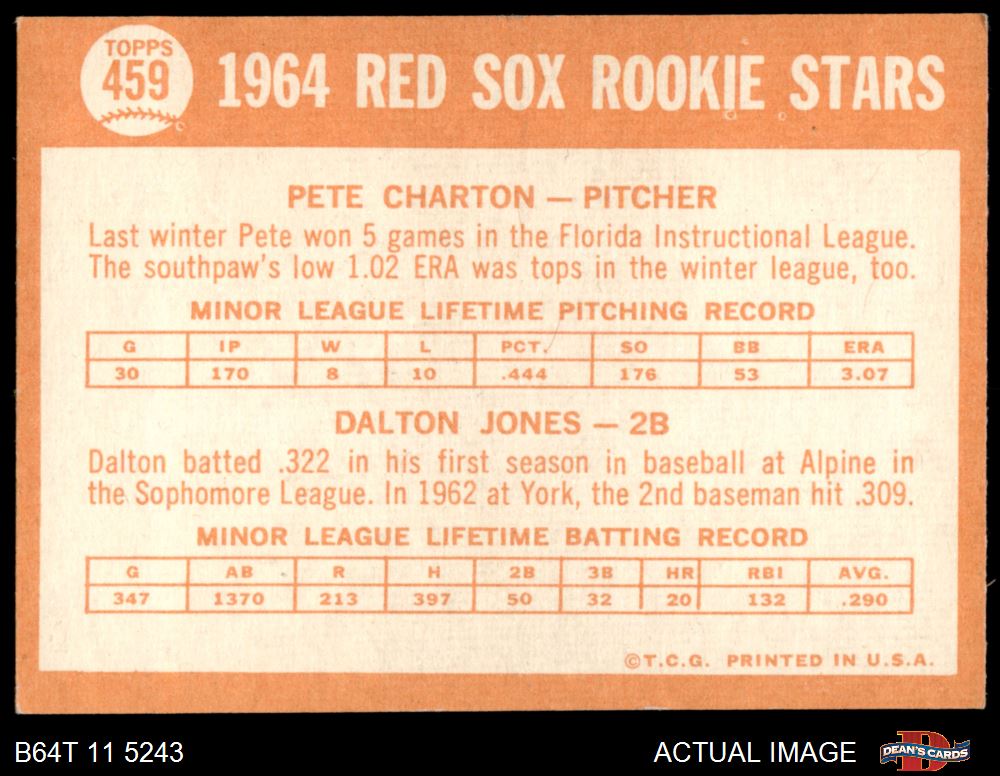 TOPPS
459
1964 RED SOX ROOKIE STARS
PETE CHARTON — PITCHER
Last winter Pete won 5 games in the Florida Instructional League.
The southpaw's low 1.02 ERA was tops in the winter league, too.
MINOR LEAGUE LIFETIME PITCHING RECORD
G IP W L PCT. SO BB ERA
30 170 8 10 .444 176 53 3.07
DALTON JONES — 2B
Dalton batted .322 in his first season in baseball at Alpine in
the Sophomore League. In 1962 at York, the 2nd baseman hit .309.
MINOR LEAGUE LIFETIME BATTING RECORD
G AB R H 2B 3B HR RBI AVG.
347 1370 213 397 50 32 20 132 .290
©T.C.G. PRINTED IN U.S.A.
B64T 11 5243
ACTUAL IMAGE
D
DEAN'S CARDS